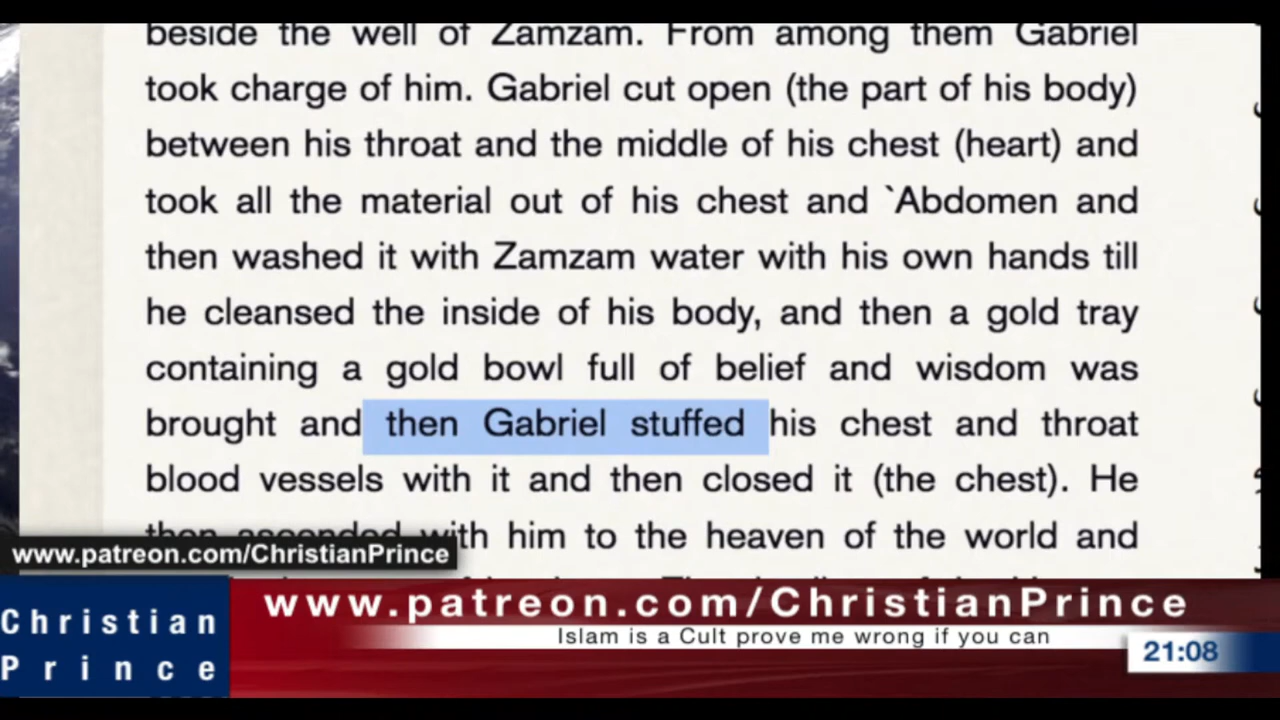 beside the well of Zamzam. From among them Gabriel
took charge of him. Gabriel cut open (the part of his body)
between his throat and the middle of his chest (heart) and
took all the material out of his chest and `Abdomen and
then washed it with Zamzam water with his own hands till
he cleansed the inside of his body, and then a gold tray
containing a gold bowl full of belief and wisdom was
brought and then Gabriel stuffed his chest and throat
blood vessels with it and then closed it (the chest). He
then ascended with him to the heaven of the world and
www.patreon.com/ChristianPrince
www.patreon.com/ChristianPrince
Islam is a Cult prove me wrong if you can
Christian
Prince
21:08